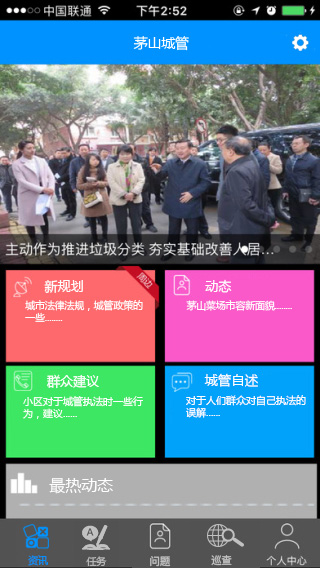 中国联通
下午2:52
茅山城管
主动作为推进垃圾分类 夯实基础改善人居...
新规划
周边
城市法律法规，城管政策的
一些........
动态
茅山菜场市容新面貌........
群众建议
小区对于城管执法时一些行
为，建议......
城管自述
对于人们群众对自己执法的
误解......
最热动态
资讯
任务
问题
巡查
个人中心